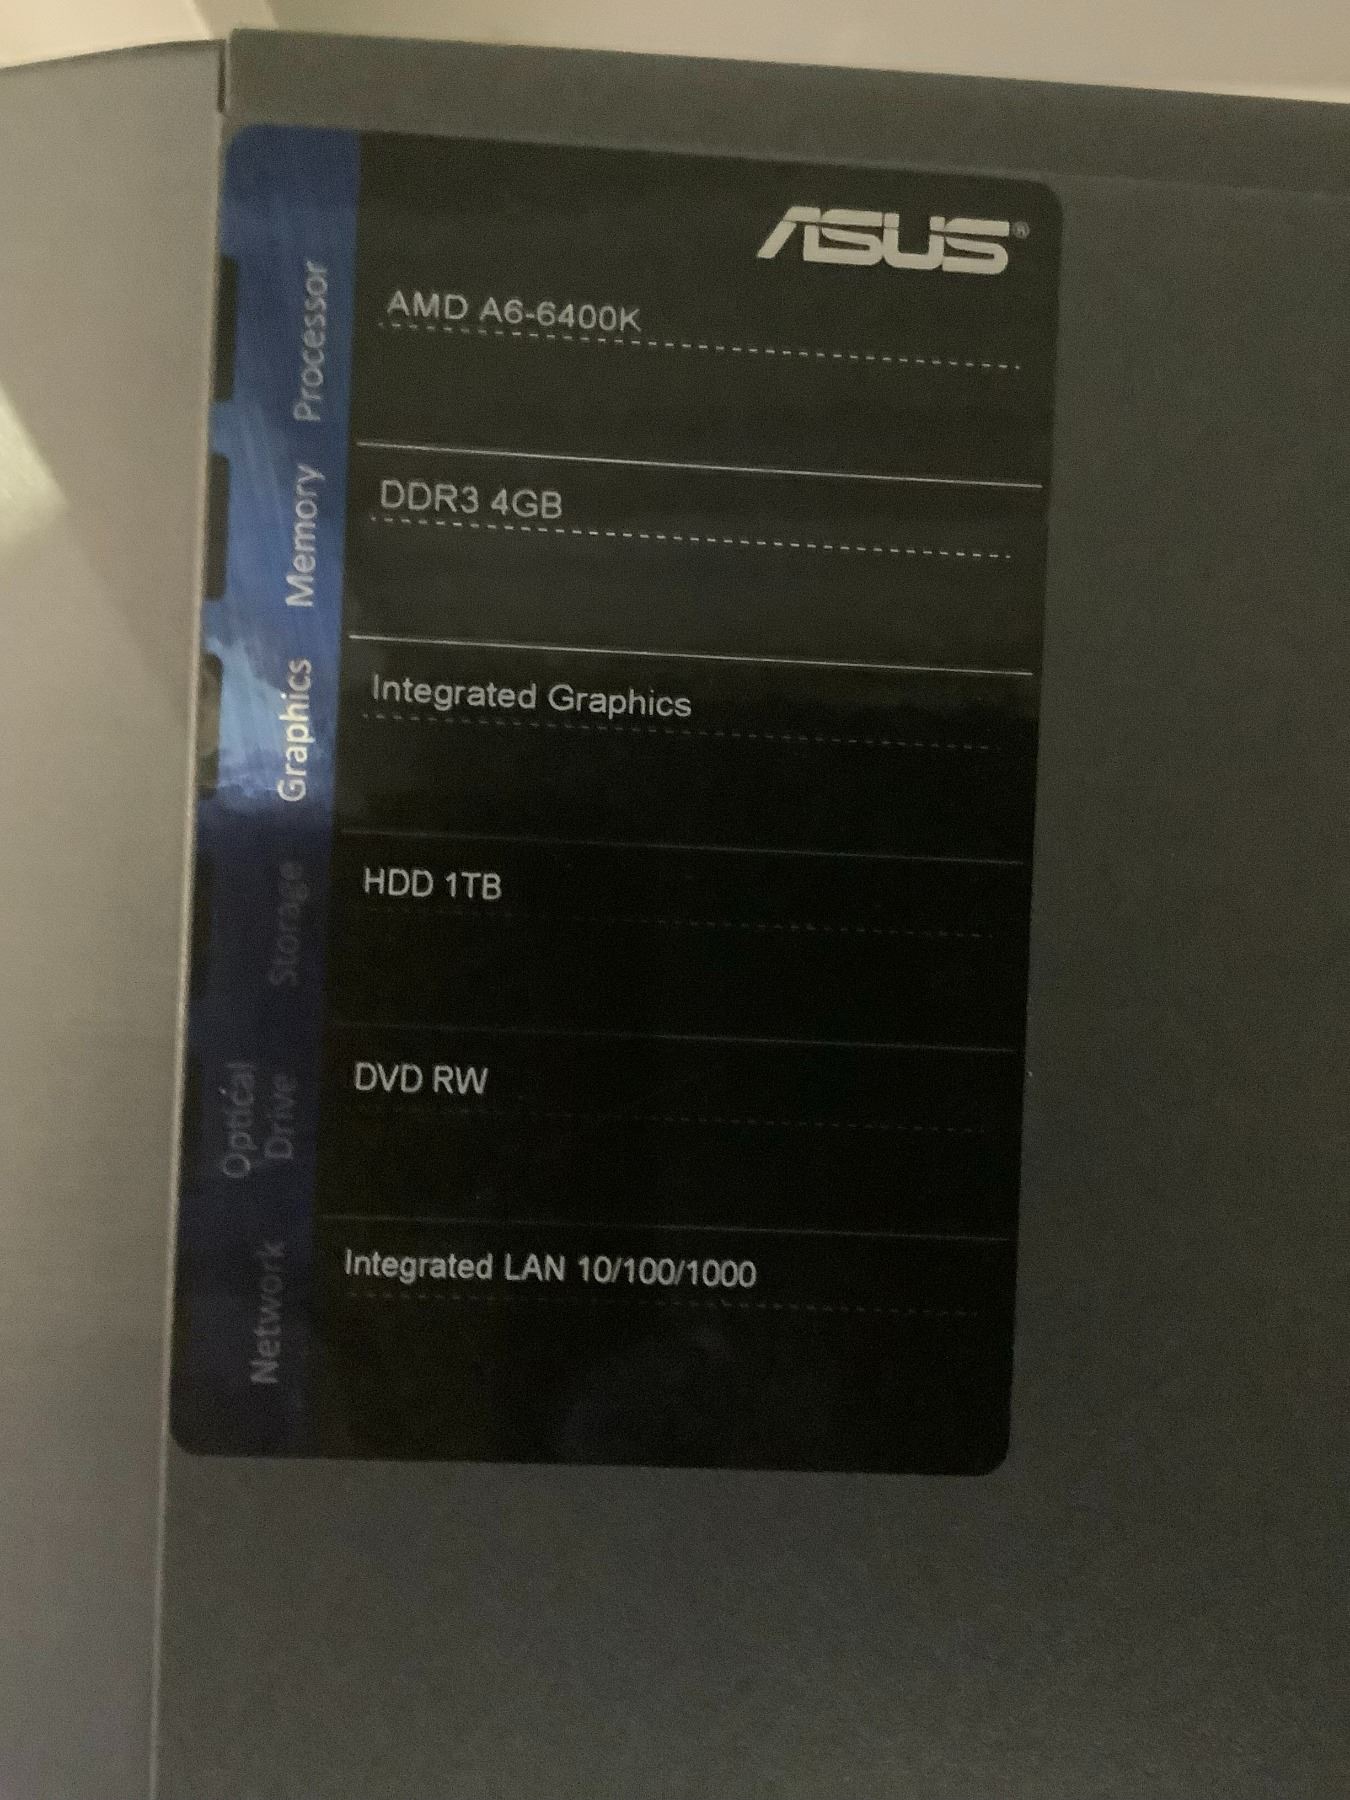 ASUS®
Processor
AMD A6-6400K
Memory
DDR3 4GB
Graphics
Integrated Graphics
Storage
HDD 1TB
Optical
Drive
DVD RW
Network
Integrated LAN 10/100/1000